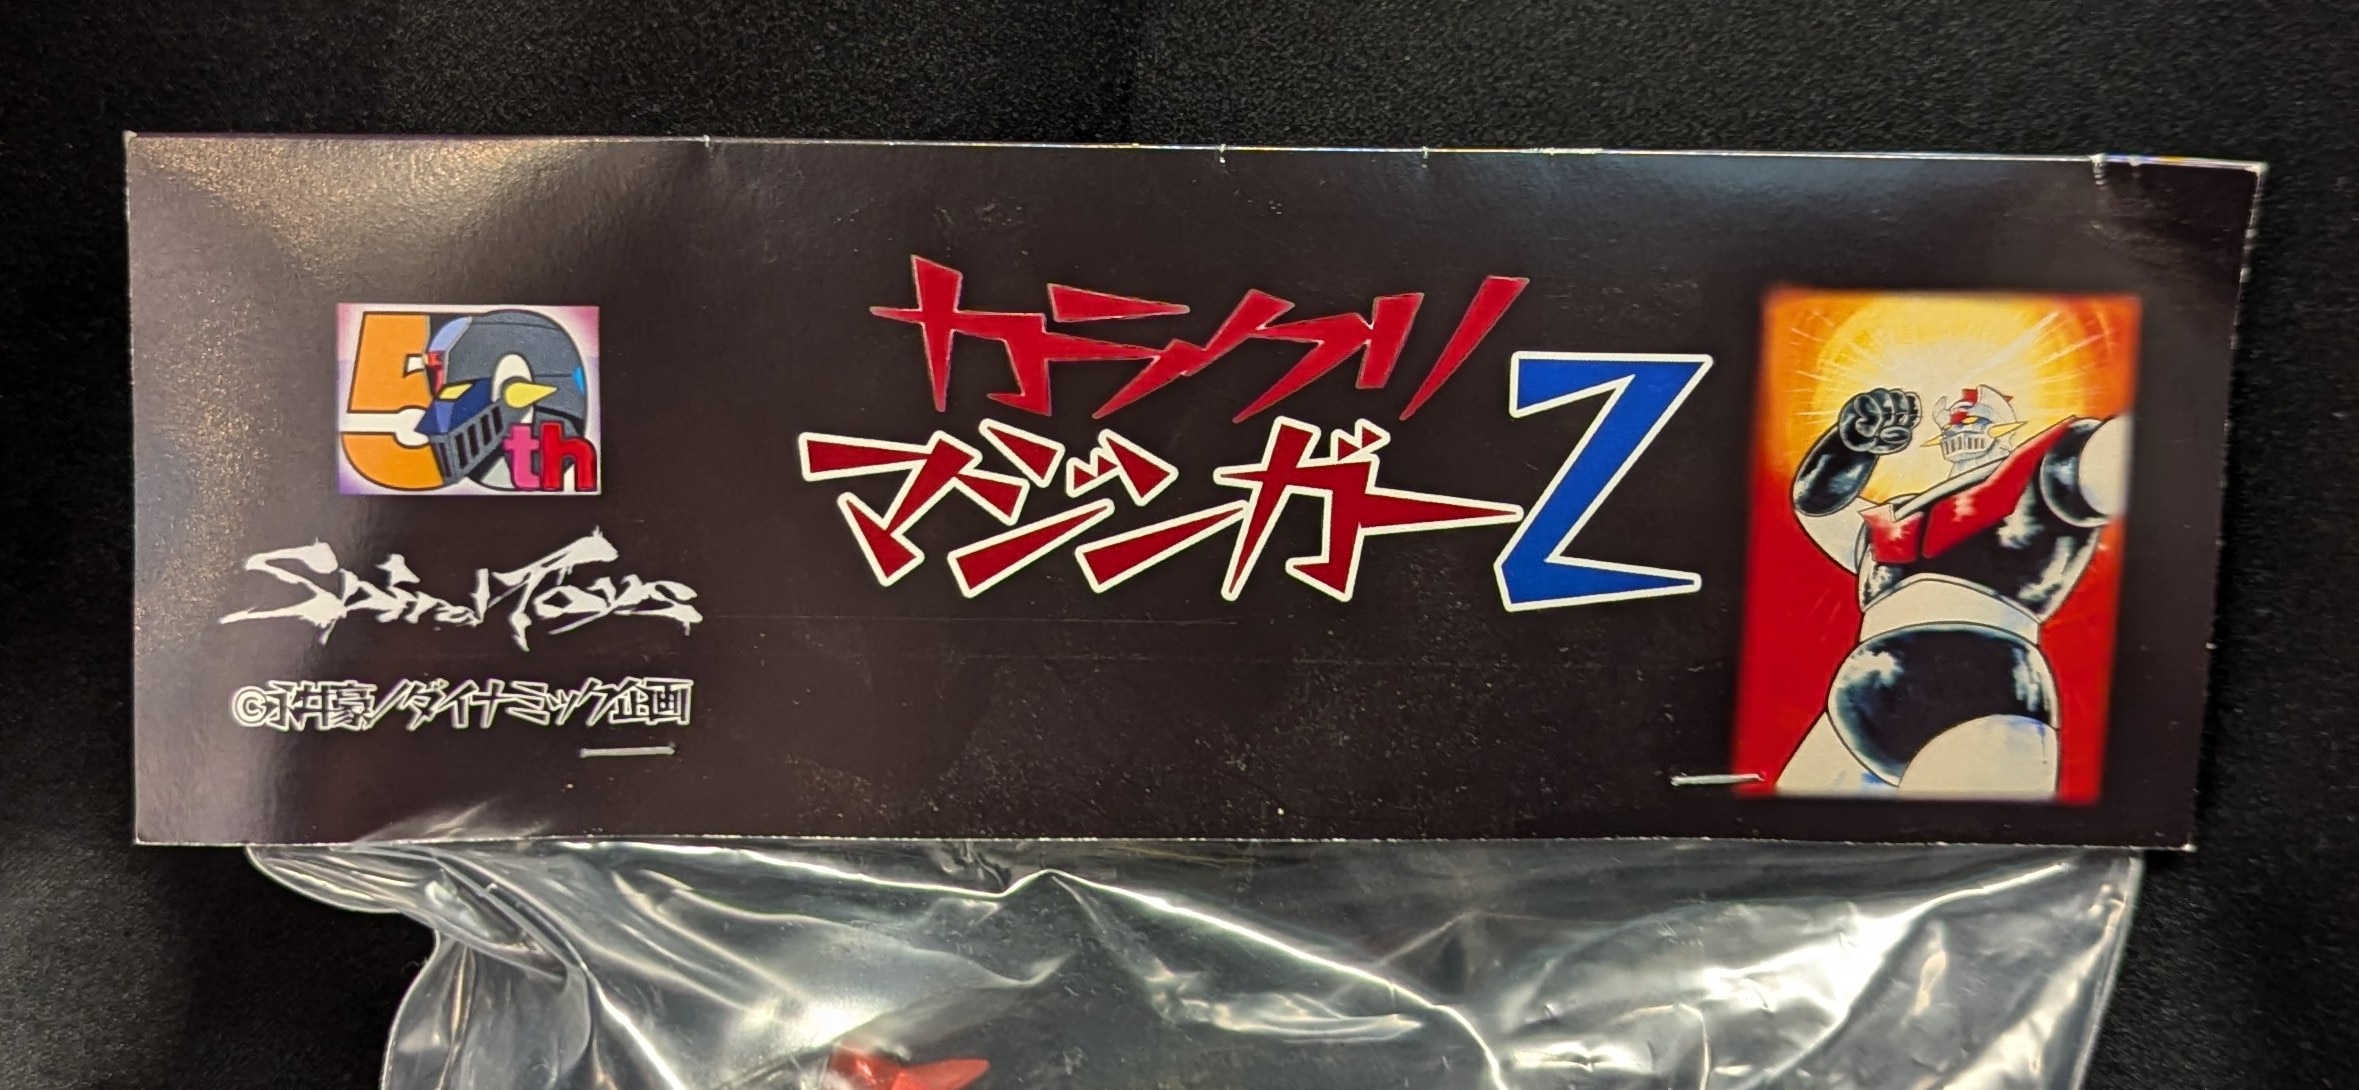 50th
Spiral Toys
©永井豪/ダイナミック企画
カラクリ
マジンガーZ